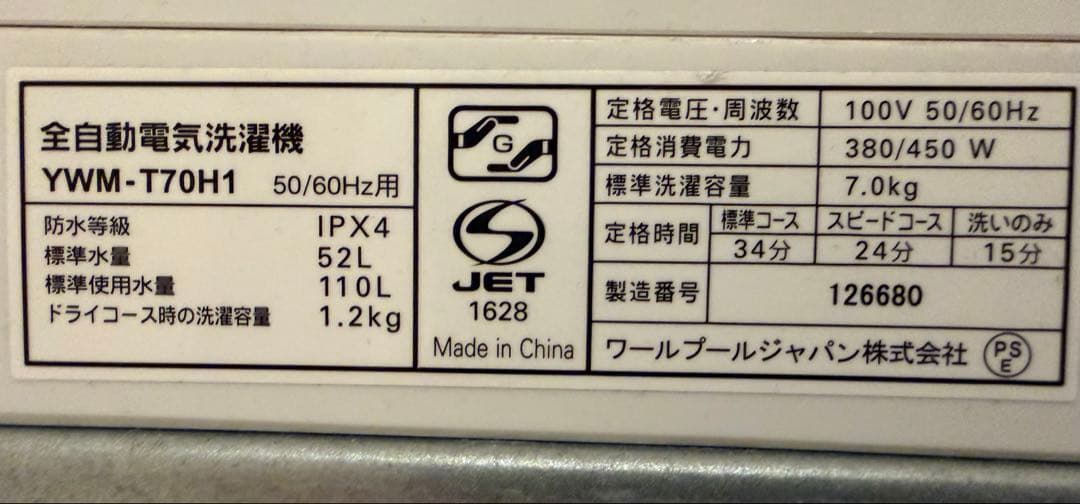 全自動電気洗濯機
YWM-T70H1 50/60Hz用
防水等級 IPX4
標準水量 52L
標準使用水量 110L
ドライコース時の洗濯容量 1.2kg
G
JET
1628
Made in China
定格電圧・周波数 100V 50/60Hz
定格消費電力 380/450 W
標準洗濯容量 7.0kg
定格時間 標準コース スピードコース 洗いのみ
34分 24分 15分
製造番号 126680
ワールプールジャパン株式会社 PSE